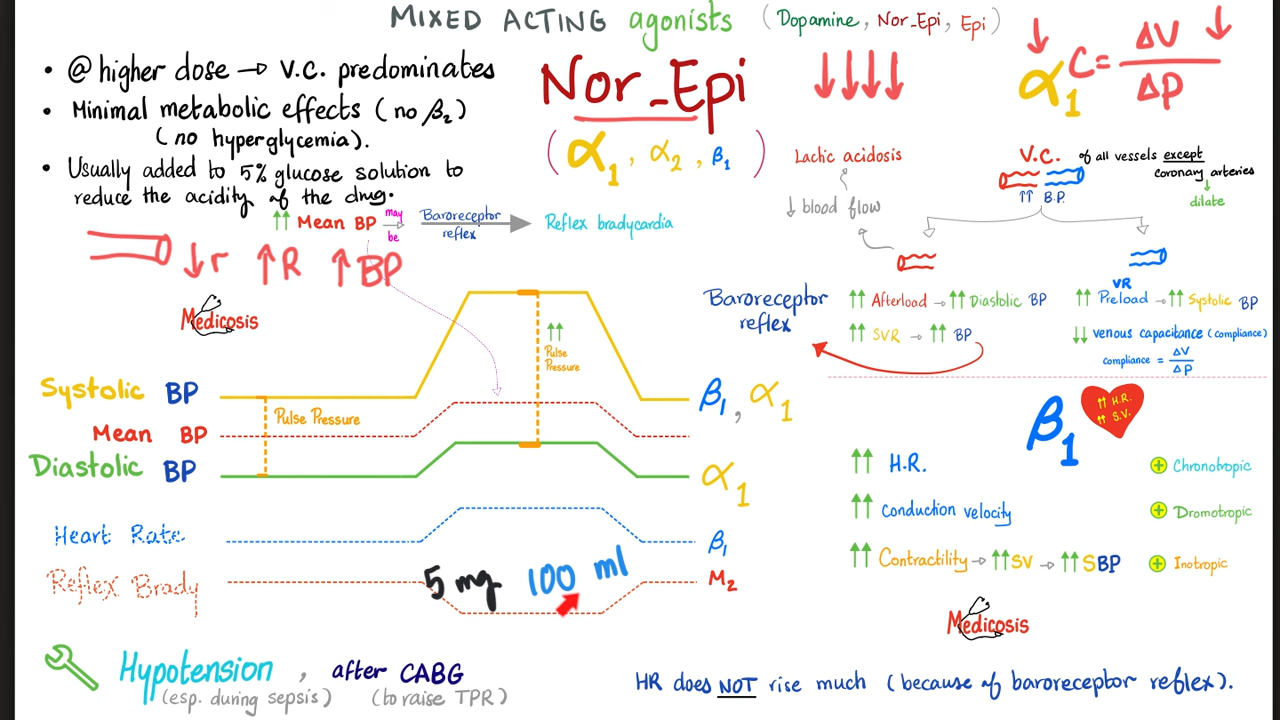 MIXED ACTING agonists (Dopamine, Nor_Epi, Epi)
• @ higher dose → V.C. predominates
• Minimal metabolic effects (no β2)
(no hyperglycemia).
• Usually added to 5% glucose solution to
reduce the acidity of the drug.
Nor_Epi
(α1, α2, β1)
↓↓↓↓
↓ α1 C = ΔV ↓
ΔP
↑↑ Mean BP may be → Baroreceptor reflex → Reflex bradycardia
↓r ↑R ↑BP
Medicosis
Lactic acidosis
↓ blood flow
V.C. of all vessels except
coronary arteries
↓
dilate
↑↑ B.P.
↑↑ Afterload → ↑↑ Diastolic BP
↑↑ SVR → ↑↑ BP
Baroreceptor
reflex
VR
↑↑ Preload → ↑↑ Systolic BP
↓↓ venous capacitance (compliance)
compliance = ΔV
ΔP
Systolic BP
Pulse Pressure
↑↑
Pulse
Pressure
β1, α1
Mean BP
Diastolic BP
α1
Heart Rate
β1
Reflex Brady
M2
5 mg 100 ml
β1
↑↑ H.R.
↑↑ S.V.
↑↑ H.R.
+ Chronotropic
↑↑ Conduction velocity
+ Dromotropic
↑↑ Contractility → ↑↑SV → ↑↑ SBP
+ Inotropic
Medicosis
Hypotension, after CABG
(esp. during sepsis) (to raise TPR)
HR does NOT rise much (because of baroreceptor reflex).